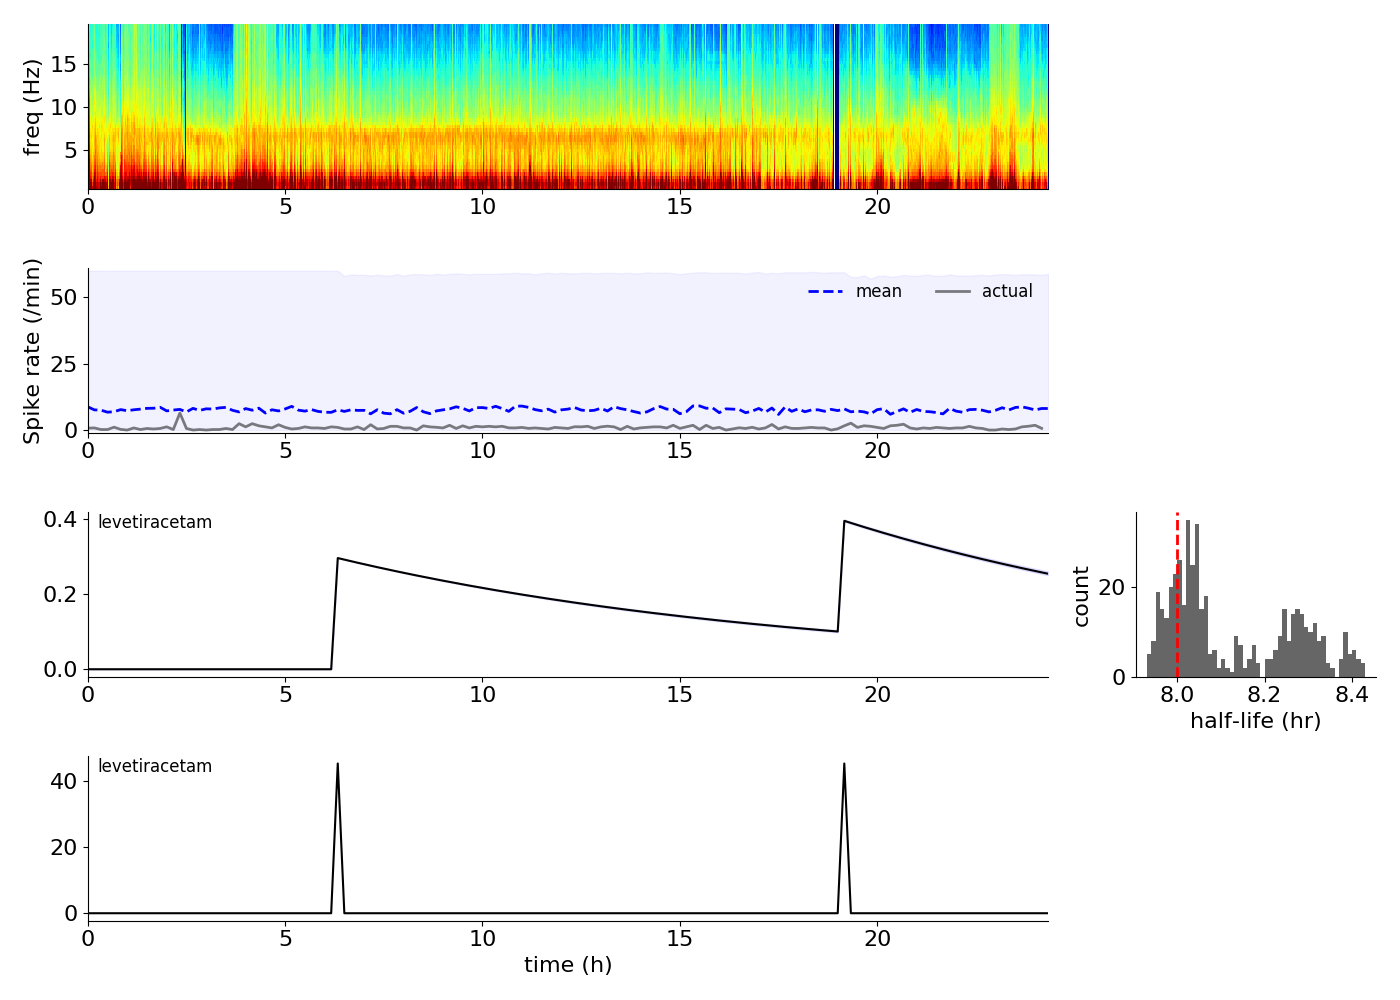 freq (Hz)
15
10
5
0 5 10 15 20
Spike rate (/min)
50
25
0
mean actual
0 5 10 15 20
levetiracetam
0.4
0.2
0.0
0 5 10 15 20
count
20
0
8.0 8.2 8.4
half-life (hr)
levetiracetam
40
20
0
0 5 10 15 20
time (h)